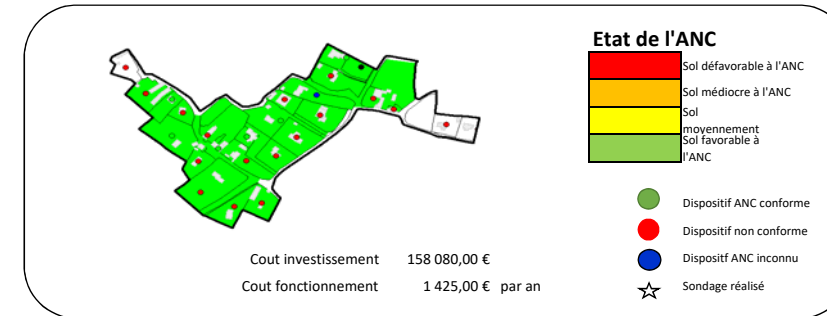 Etat de l'ANC
Sol défavorable à l'ANC
Sol médiocre à l'ANC
Sol
moyennement
Sol favorable à
l'ANC
Dispositif ANC conforme
Dispositif non conforme
Dispositf ANC inconnu
Sondage réalisé
Cout investissement 158 080,00 €
Cout fonctionnement 1 425,00 € par an